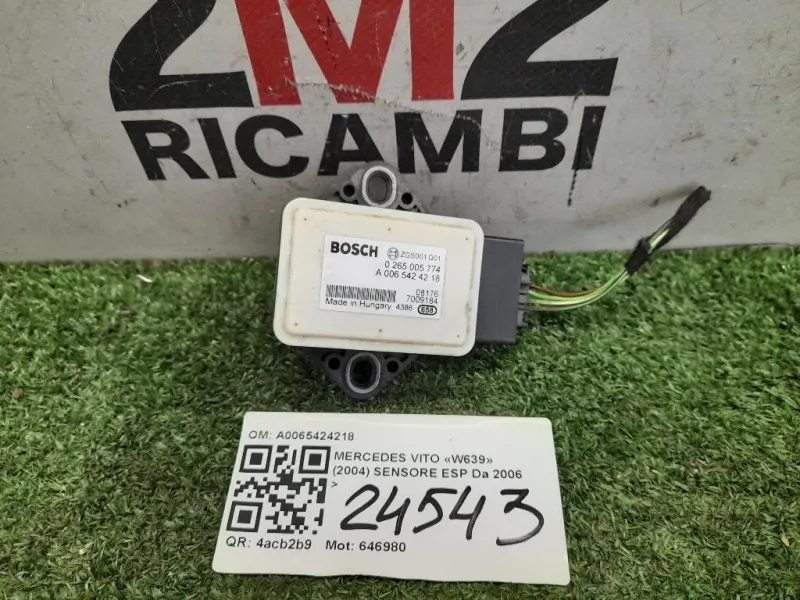 2M2
RICAMBI
BOSCH ZGS001 Q01
0 265 005 774
A 006 542 42 18
08176
7009184
Made in Hungary 4386 658
OM: A0065424218
MERCEDES VITO «W639»
(2004) SENSORE ESP Da 2006
>
24543
QR: 4acb2b9 Mot: 646980